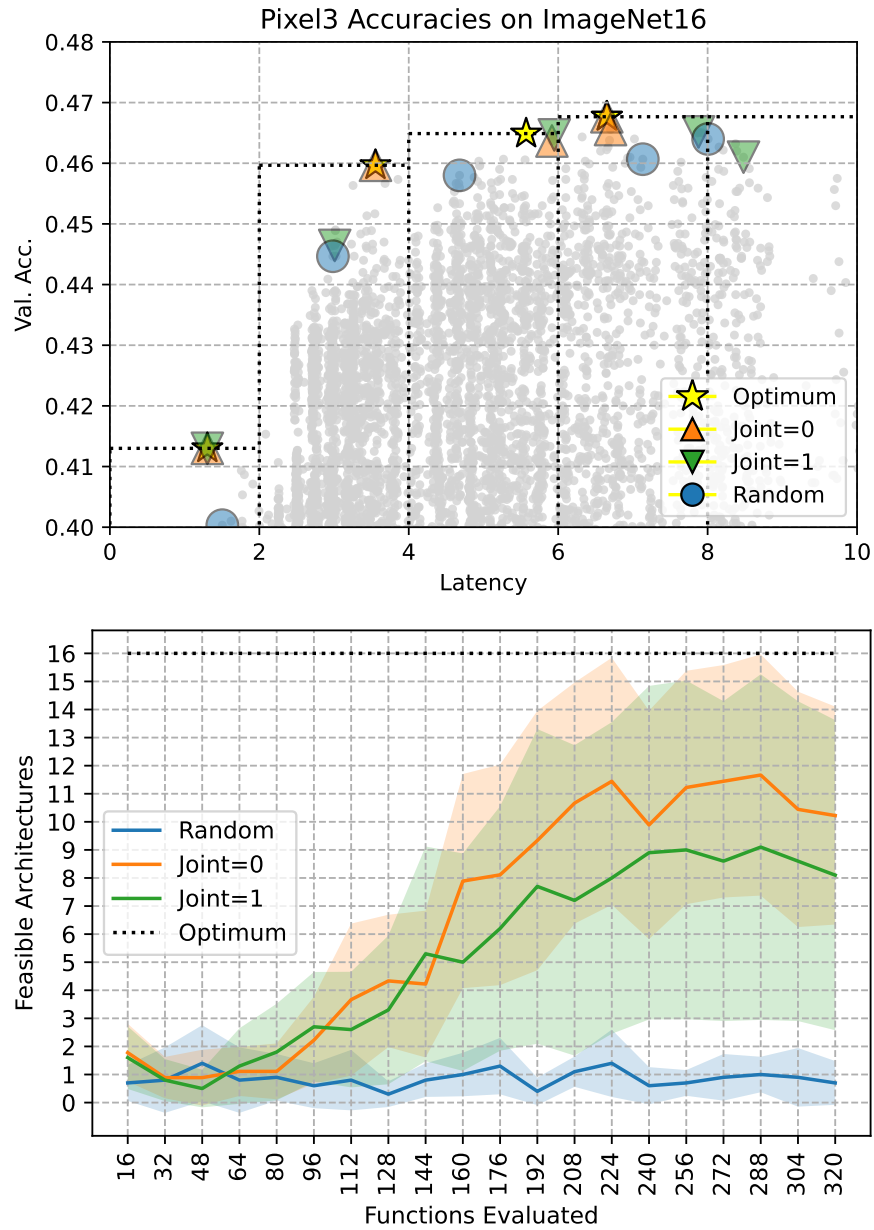 Pixel3 Accuracies on ImageNet16
0.48
0.47
0.46
0.45
0.44
0.43
0.42
0.41
0.40
Val. Acc.
Optimum
Joint=0
Joint=1
Random
0 2 4 6 8 10
Latency
16
15
14
13
12
11
10
9
8
7
6
5
4
3
2
1
0
Feasible Architectures
Random
Joint=0
Joint=1
Optimum
16 32 48 64 80 96 112 128 144 160 176 192 208 224 240 256 272 288 304 320
Functions Evaluated